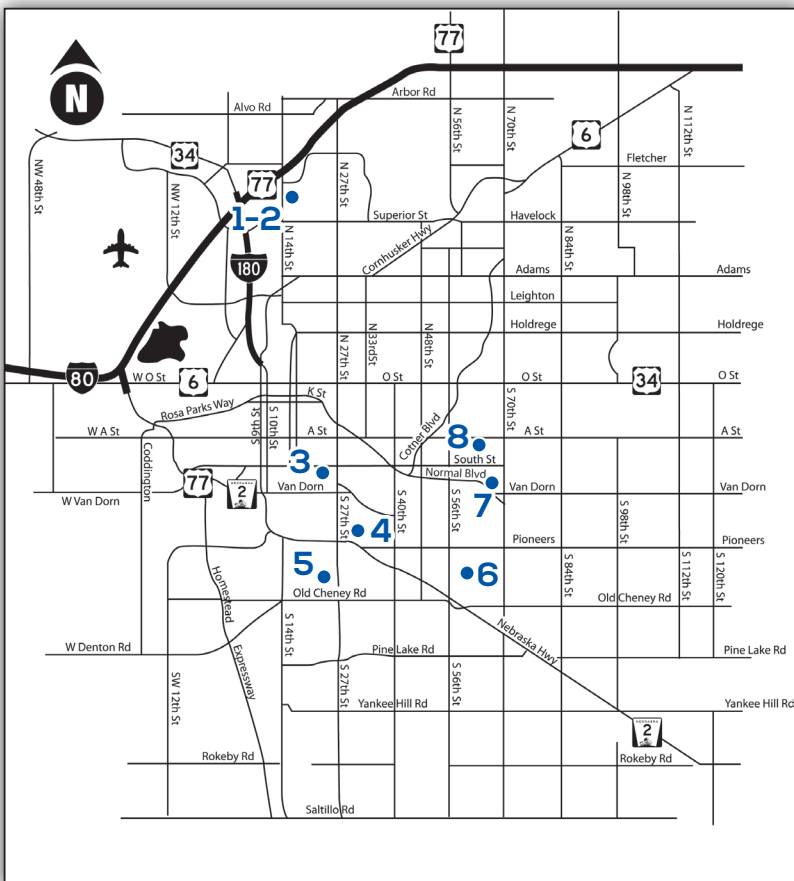 77
Arbor Rd
Alvo Rd
N
34
6
N 56th St
N 70th St
N 112th St
Fletcher
NW 48th St
NW 12th St
77
N 27th St
N 98th St
1-2
Superior St
Havelock
N 14th St
Cornhusker Hwy
N 84th St
180
Adams
Adams
Leighton
Holdrege
Holdrege
N 27th St
N 33rd St
N 48th St
80
W O St
6
O St
O St
34
O St
K St
Rosa Parks Way
S 9th St
S 10th St
S 70th St
Cotner Blvd
W A St
A St
8
A St
A St
Coddington
3
South St
Normal Blvd
77
2
W Van Dorn
Van Dorn
7
Van Dorn
Van Dorn
S 27th St
S 40th St
S 56th St
S 98th St
4
Pioneers
Pioneers
5
6
S 84th St
S 112th St
S 120th St
Homestead
Expressway
Old Cheney Rd
Old Cheney Rd
S 14th St
Nebraska Hwy
W Denton Rd
Pine Lake Rd
Pine Lake Rd
SW 12th St
S 27th St
S 56th St
Yankee Hill Rd
Yankee Hill Rd
NEBRASKA
2
Rokeby Rd
Rokeby Rd
Saltillo Rd